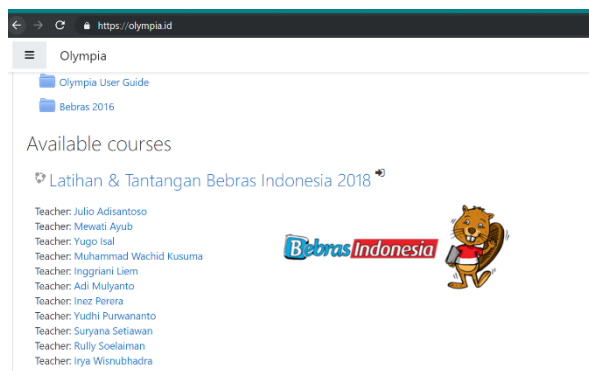 https://olympia.id
Olympia
Olympia User Guide
Bebras 2016
Available courses
Latihan & Tantangan Bebras Indonesia 2018
Teacher: Julio Adisantoso
Teacher: Mewati Ayub
Teacher: Yugo Isal
Teacher: Muhammad Wachid Kusuma
Teacher: Inggriani Liem
Teacher: Adi Mulyanto
Teacher: Inez Perera
Teacher: Yudhi Purwananto
Teacher: Suryana Setiawan
Teacher: Rully Soelaiman
Teacher: Irya Wisnubhadra
Bebras Indonesia